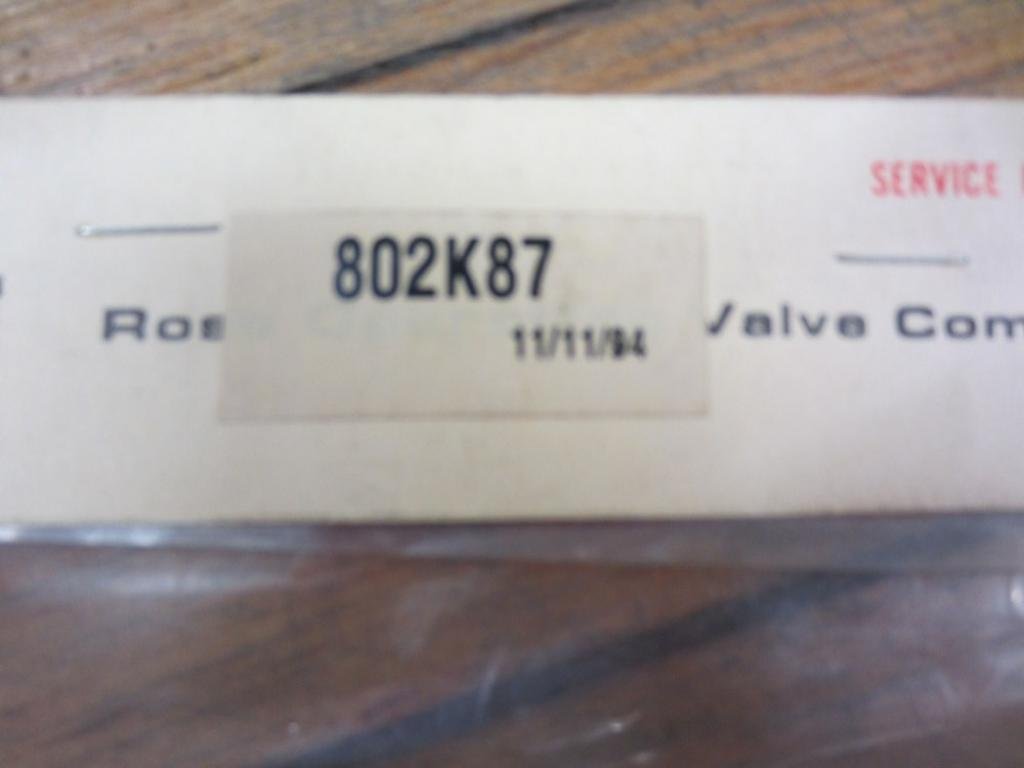 SERVICE
802K87
Ros Valve Com
11/11/94